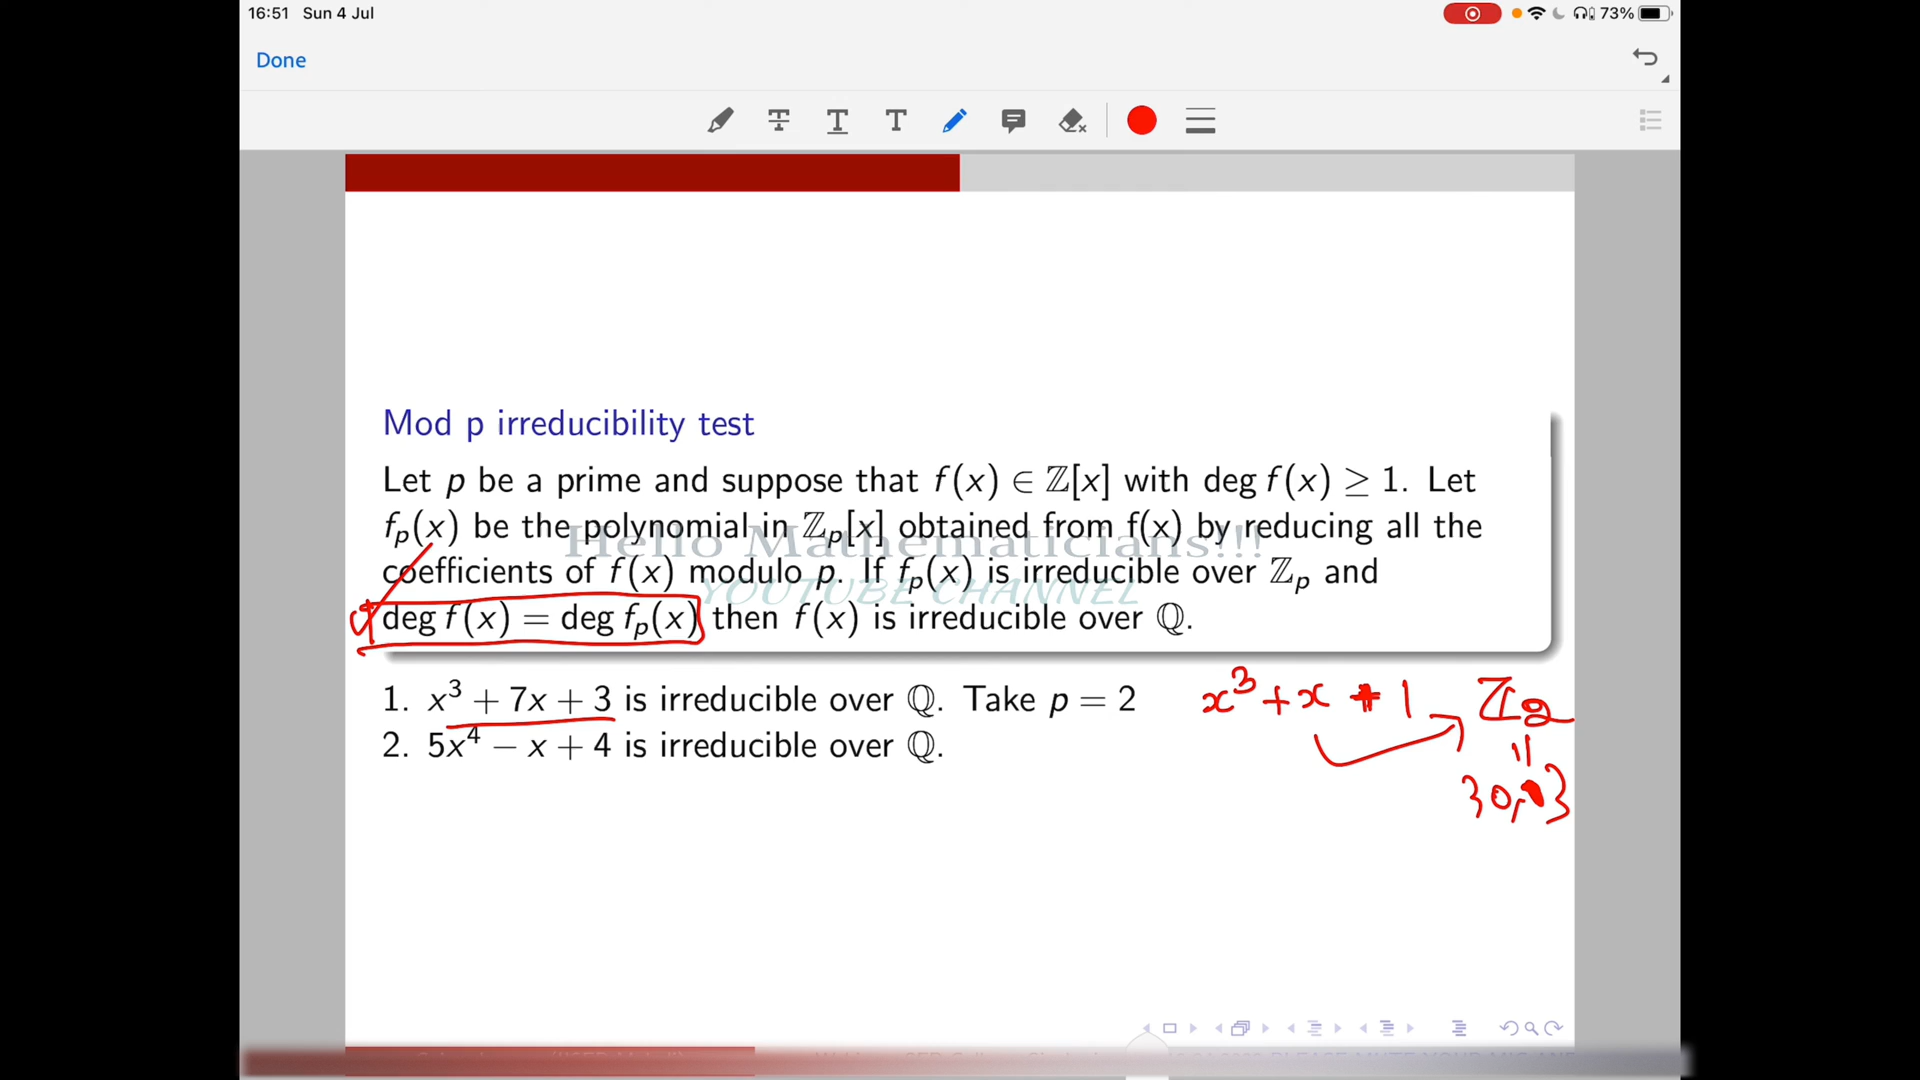 16:51 Sun 4 Jul
73%
Done
Mod p irreducibility test
Let p be a prime and suppose that f(x) ∈ ℤ[x] with deg f(x) ≥ 1. Let
fₚ(x) be the polynomial in ℤₚ[x] obtained from f(x) by reducing all the
Hello Mathematicians!!!
coefficients of f(x) modulo p. If fₚ(x) is irreducible over ℤₚ and
YOUTUBE CHANNEL
deg f(x) = deg fₚ(x) then f(x) is irreducible over ℚ.
1. x³ + 7x + 3 is irreducible over ℚ. Take p = 2
x³ + x + 1
ℤ₂
2. 5x⁴ − x + 4 is irreducible over ℚ.
=
{0,1}